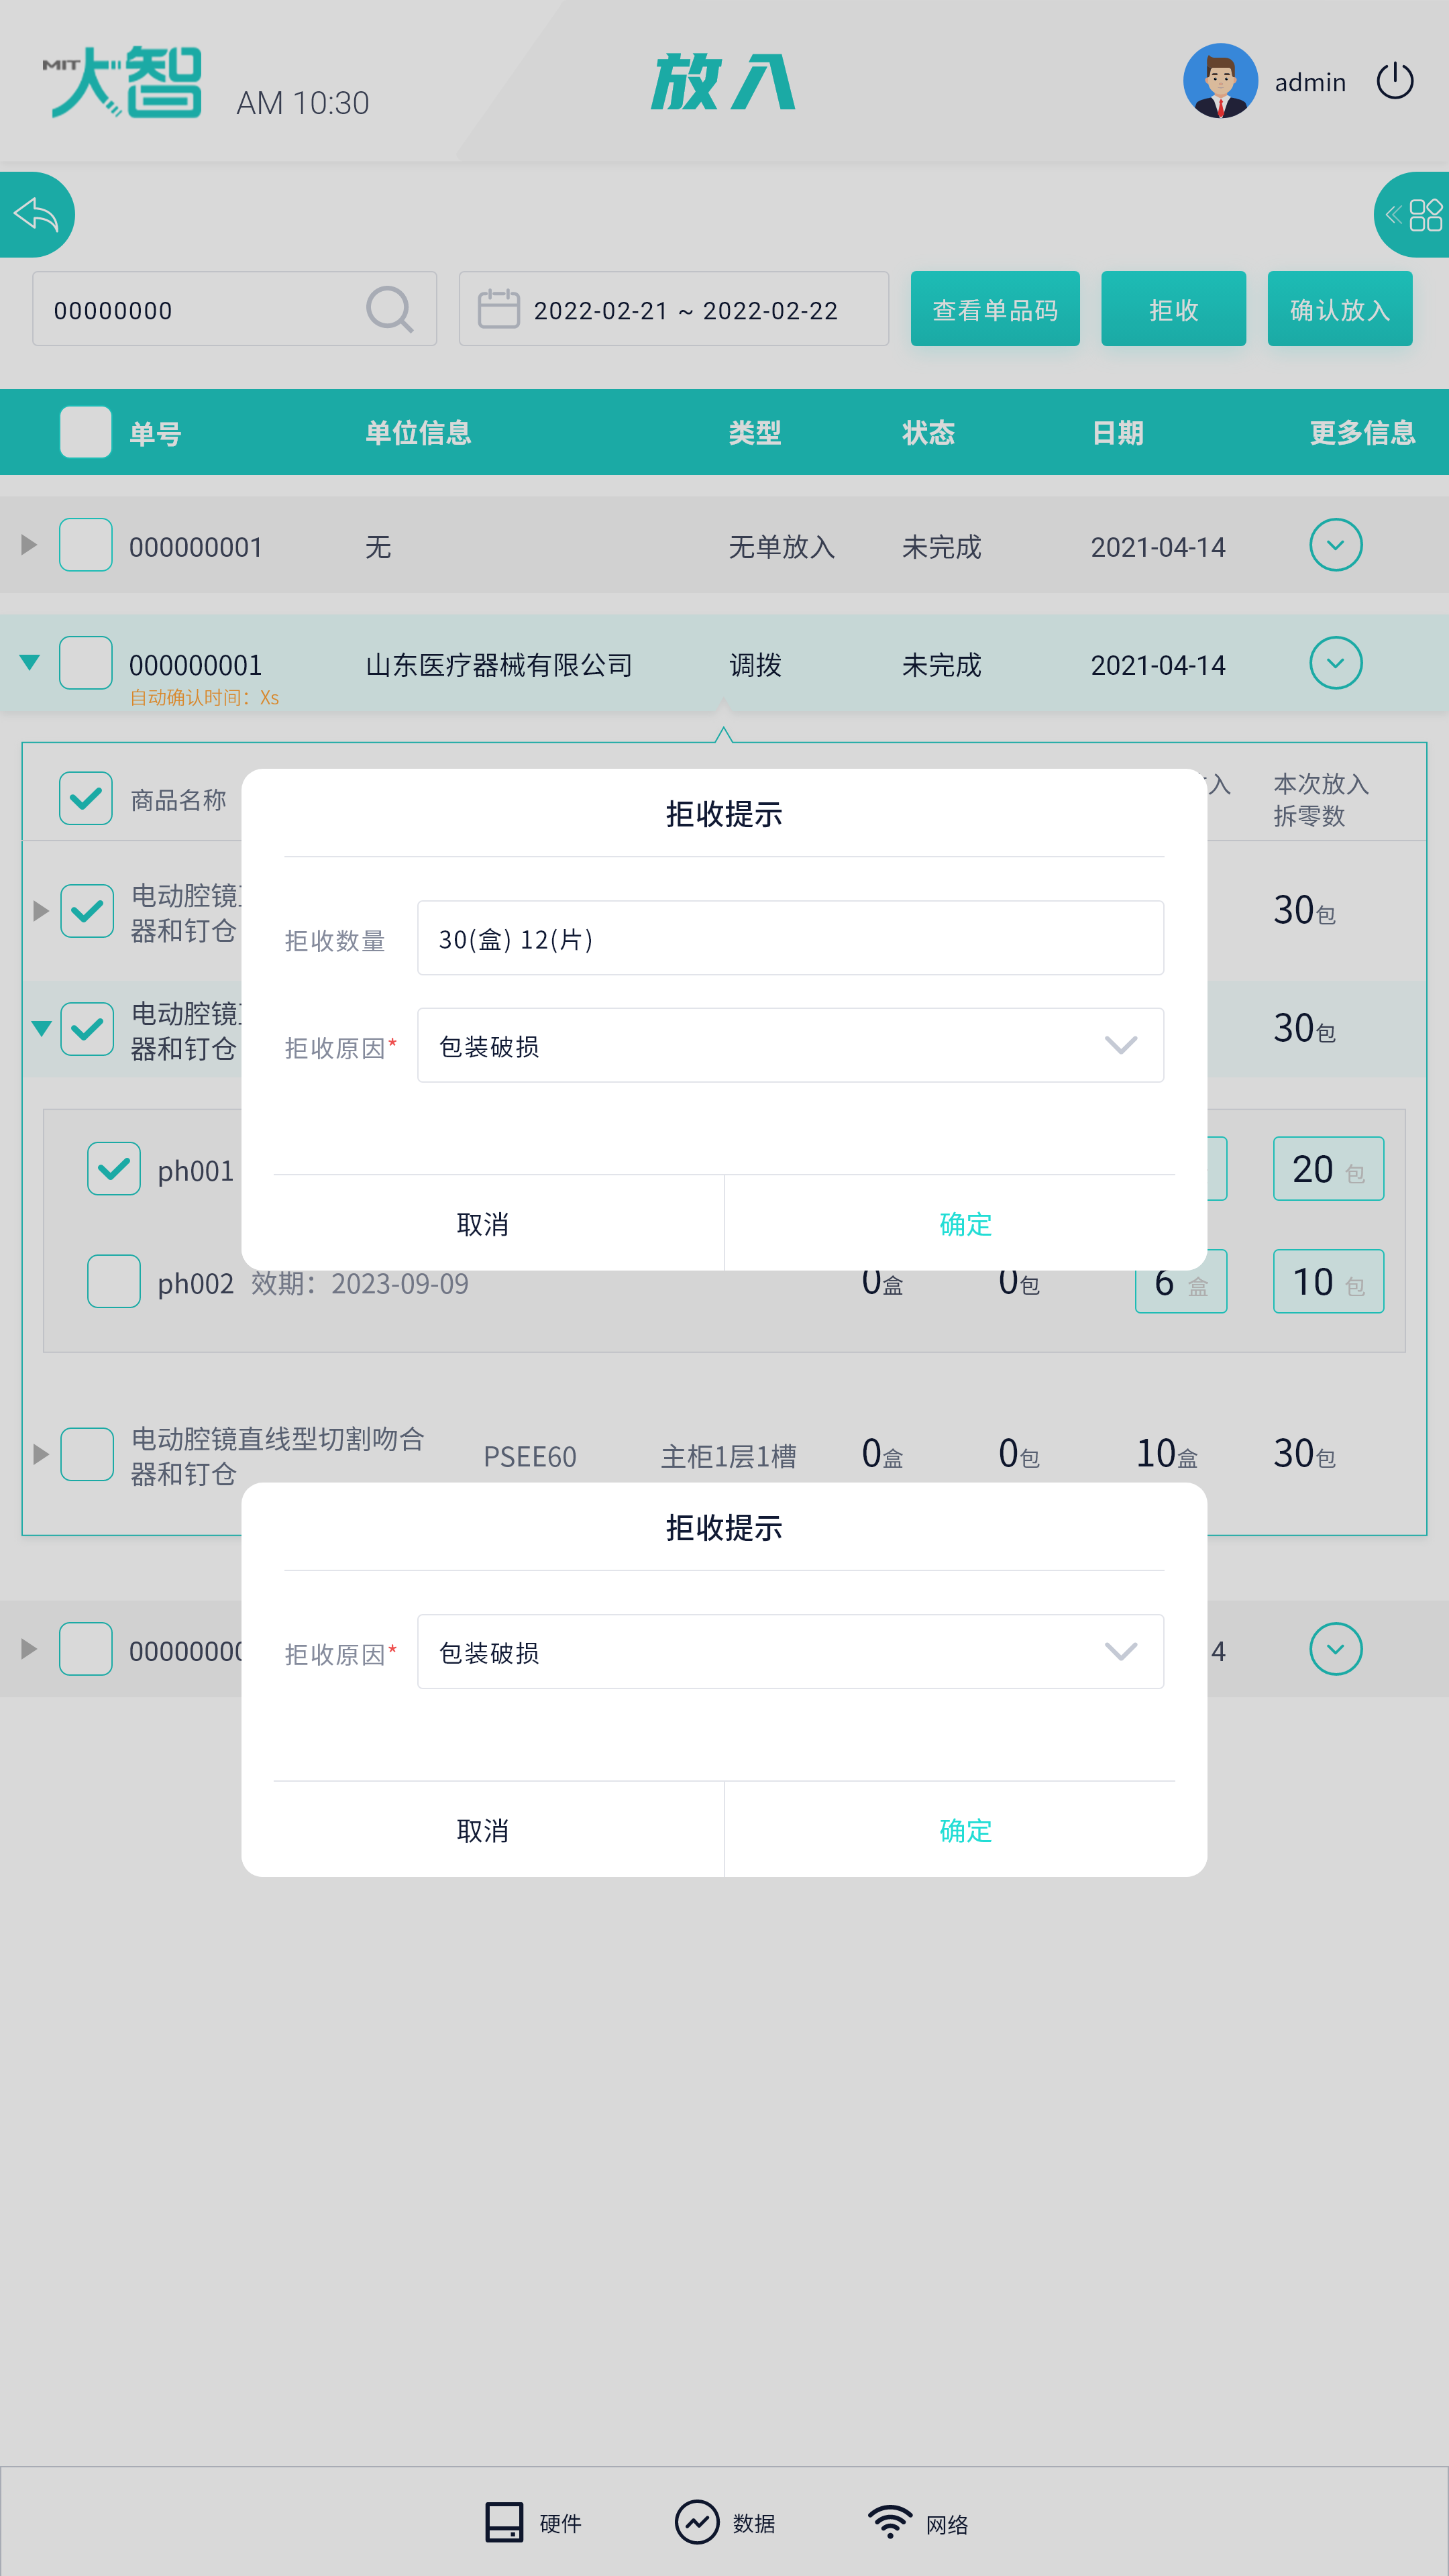 MIT大智
AM 10:30
放入
admin
00000000
2022-02-21 ~ 2022-02-22
查看单品码
拒收
确认放入
单号 单位信息 类型 状态 日期 更多信息
000000001 无 无单放入 未完成 2021-04-14
000000001 山东医疗器械有限公司 调拨 未完成 2021-04-14
自动确认时间：Xs
商品名称
入
本次放入
拆零数
电动腔镜
器和钉仓
30包
电动腔镜
器和钉仓
30包
拒收提示
拒收数量 30(盒) 12(片)
拒收原因* 包装破损
取消 确定
ph001
20 包
ph002 效期：2023-09-09 0盒 0包 6 盒 10 包
电动腔镜直线型切割吻合
器和钉仓
PSEE60 主柜1层1槽 0盒 0包 10盒 30包
拒收提示
拒收原因* 包装破损
取消 确定
00000000
4
硬件 数据 网络